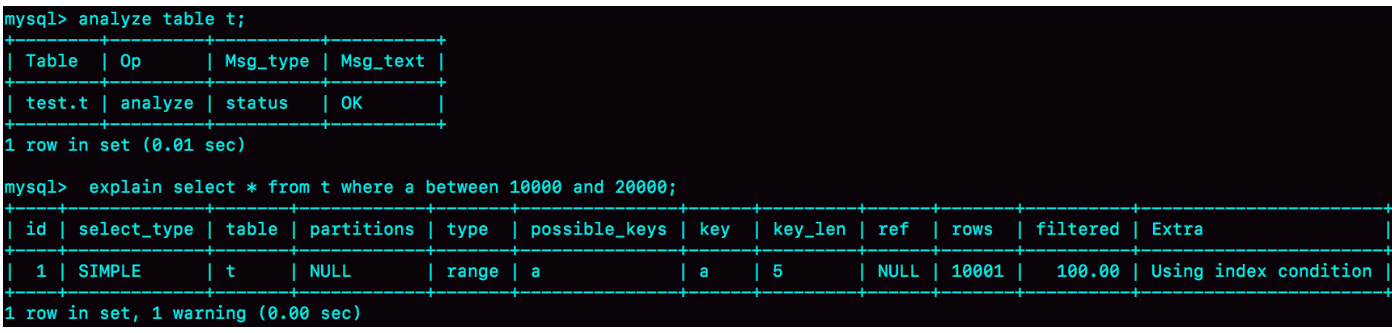 mysql> analyze table t;
+--------+---------+----------+----------+
| Table  | Op      | Msg_type | Msg_text |
+--------+---------+----------+----------+
| test.t | analyze | status   | OK       |
+--------+---------+----------+----------+
1 row in set (0.01 sec)

mysql>  explain select * from t where a between 10000 and 20000;
+----+-------------+-------+------------+-------+---------------+------+---------+------+-------+----------+-----------------------+
| id | select_type | table | partitions | type  | possible_keys | key  | key_len | ref  | rows  | filtered | Extra                 |
+----+-------------+-------+------------+-------+---------------+------+---------+------+-------+----------+-----------------------+
|  1 | SIMPLE      | t     | NULL       | range | a             | a    | 5       | NULL | 10001 |   100.00 | Using index condition |
+----+-------------+-------+------------+-------+---------------+------+---------+------+-------+----------+-----------------------+
1 row in set, 1 warning (0.00 sec)